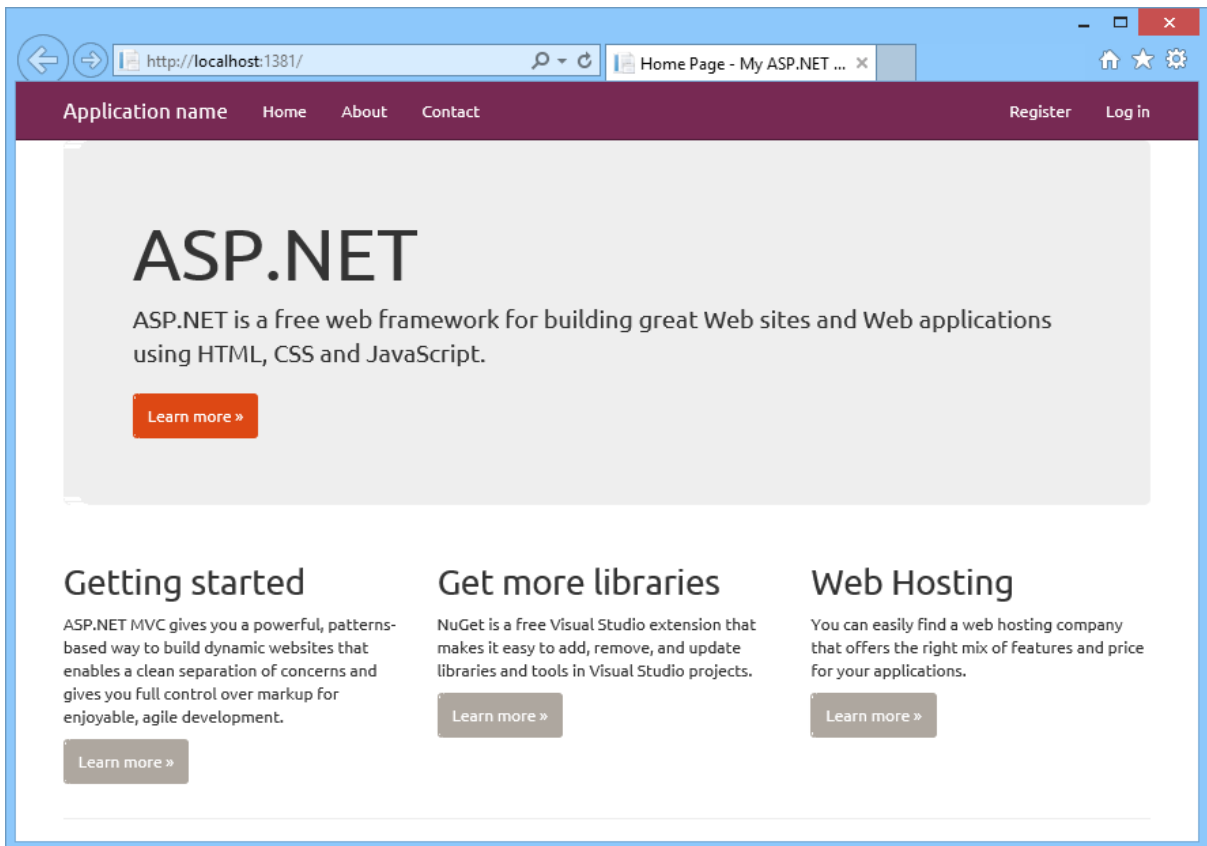 http://localhost:1381/
Home Page - My ASP.NET ...
Application name Home About Contact Register Log in
ASP.NET
ASP.NET is a free web framework for building great Web sites and Web applications
using HTML, CSS and JavaScript.
Learn more »
Getting started
ASP.NET MVC gives you a powerful, patterns-
based way to build dynamic websites that
enables a clean separation of concerns and
gives you full control over markup for
enjoyable, agile development.
Learn more »
Get more libraries
NuGet is a free Visual Studio extension that
makes it easy to add, remove, and update
libraries and tools in Visual Studio projects.
Learn more »
Web Hosting
You can easily find a web hosting company
that offers the right mix of features and price
for your applications.
Learn more »